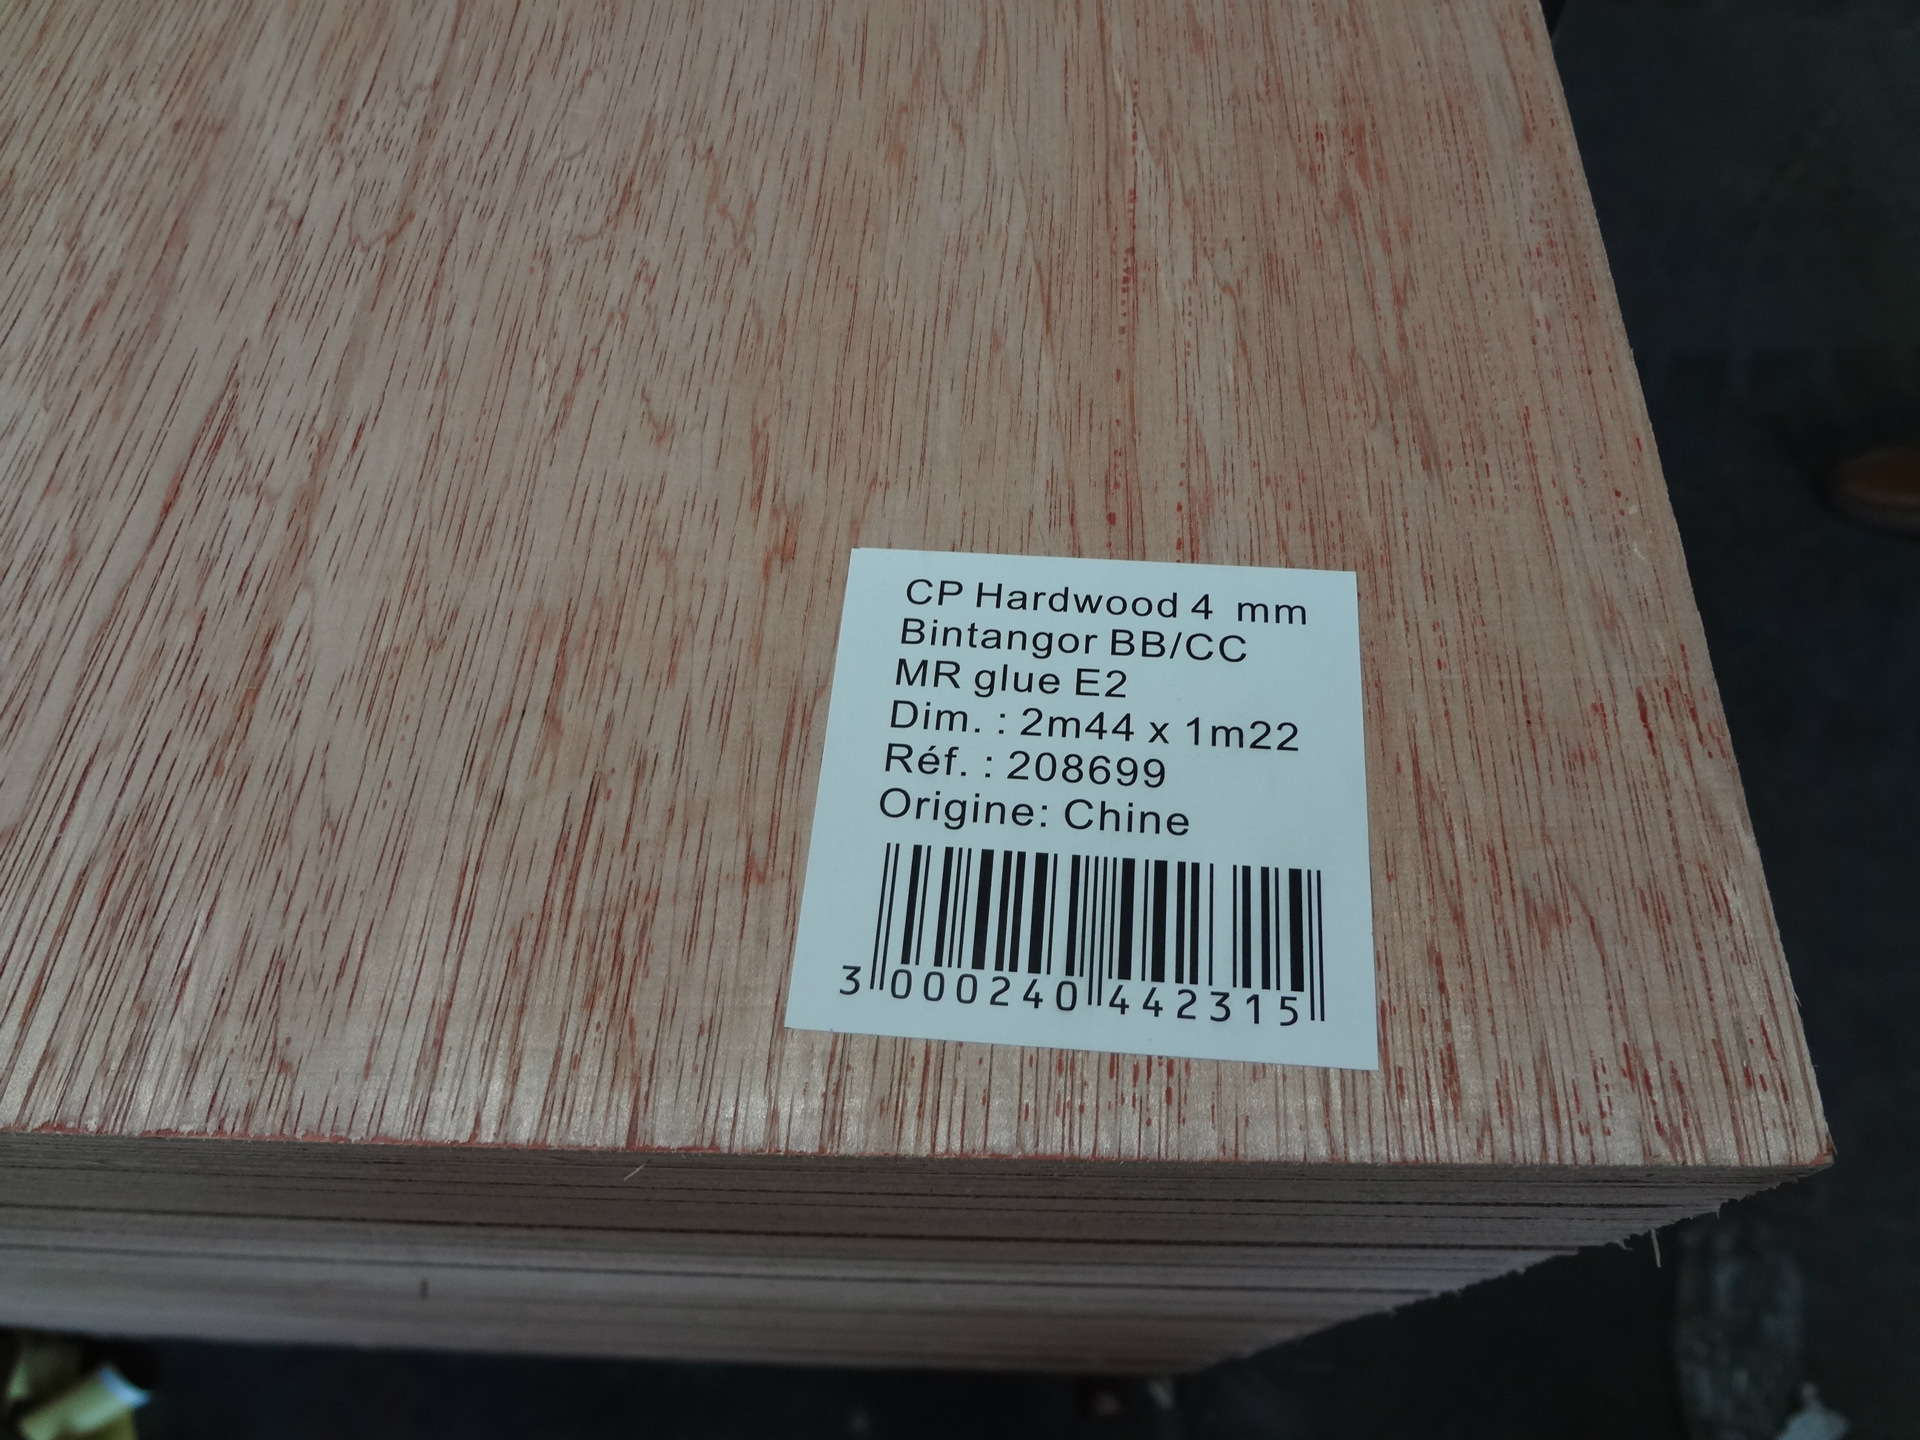 CP Hardwood 4 mm
Bintangor BB/CC
MR glue E2
Dim. : 2m44 x 1m22
Réf. : 208699
Origine: Chine
3 000240 442315